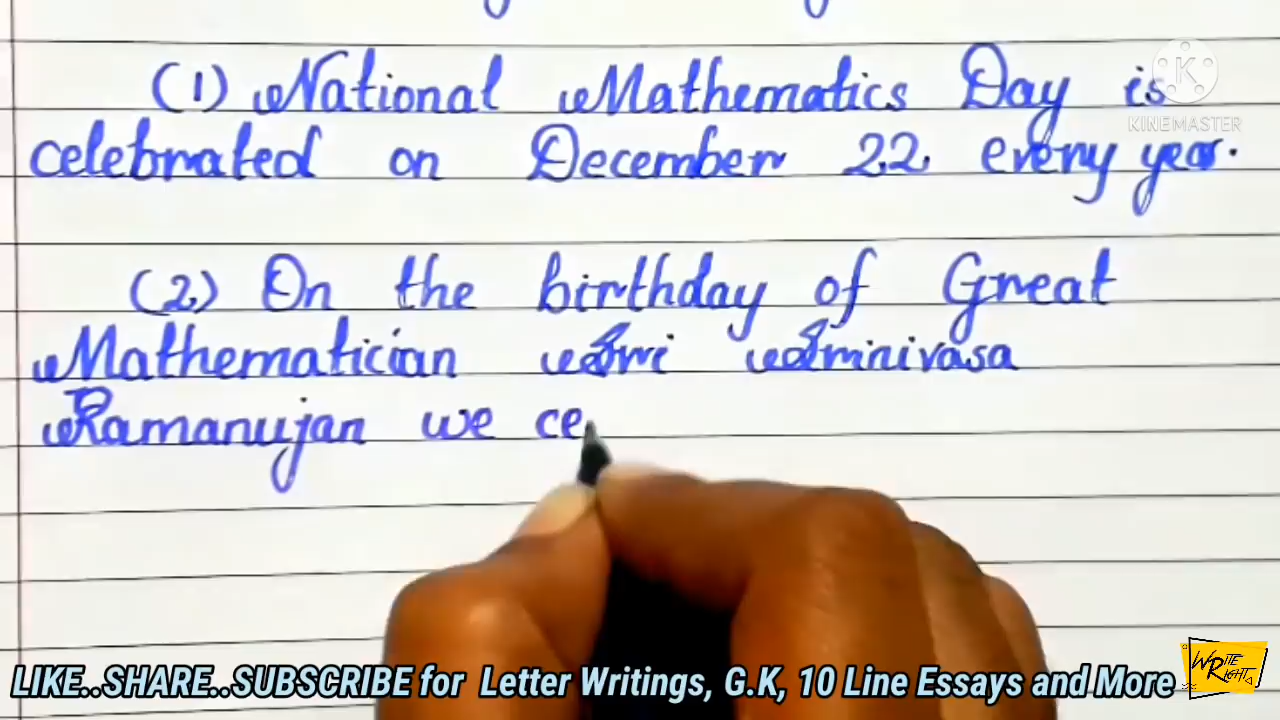 (1) National Mathematics Day is
KINEMASTER
celebrated on December 22 every year.
(2) On the birthday of Great
Mathematician Sri Srinivasa
Ramanujan we ce
LIKE..SHARE..SUBSCRIBE for Letter Writings, G.K, 10 Line Essays and More
WRITE
RIGHT